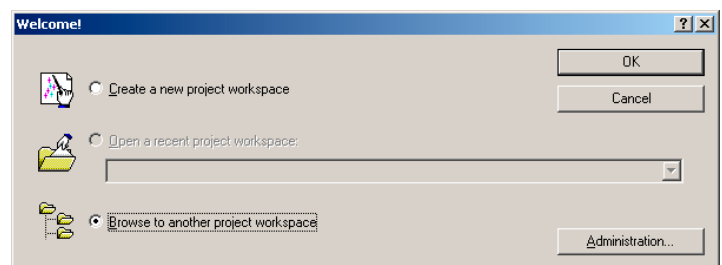 Welcome!
OK
Create a new project workspace
Cancel
Open a recent project workspace:
Browse to another project workspace
Administration...